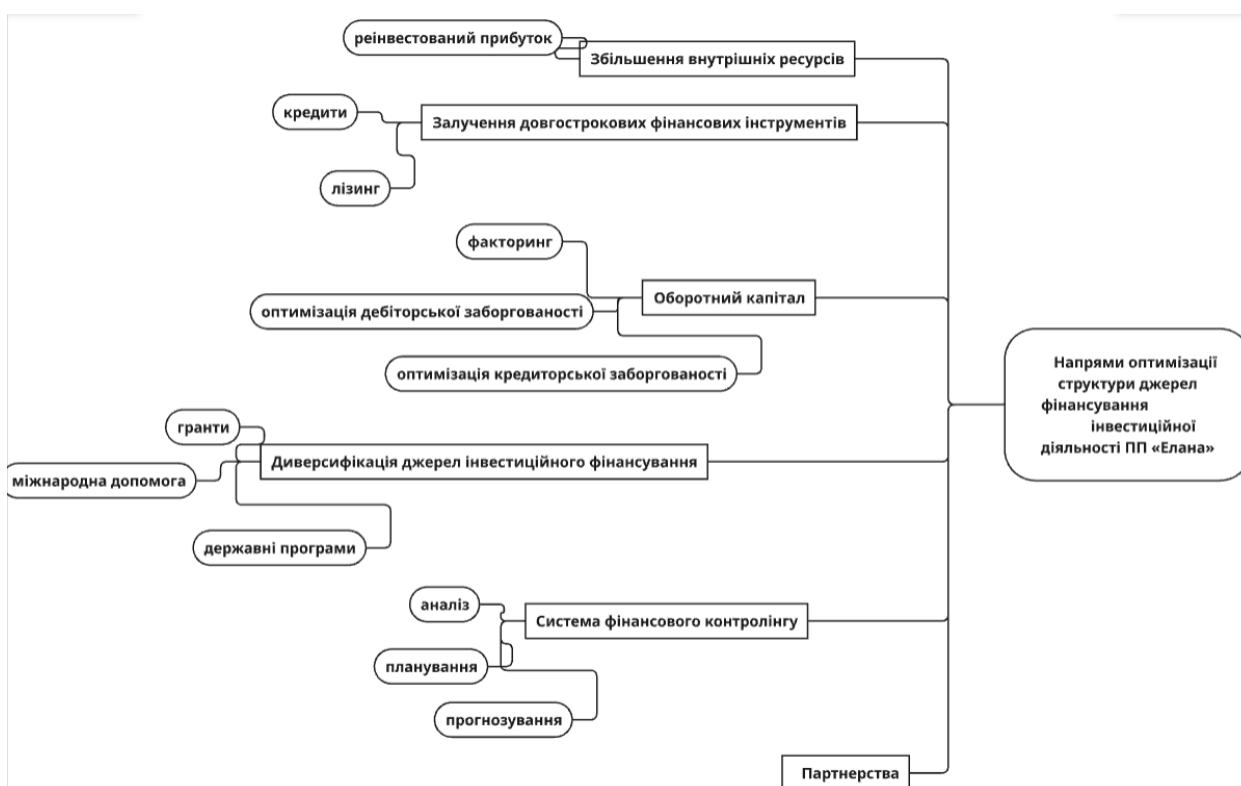 реінвестований прибуток
Збільшення внутрішніх ресурсів
кредити
Залучення довгострокових фінансових інструментів
лізинг
факторинг
Оборотний капітал
оптимізація дебіторської заборгованості
оптимізація кредиторської заборгованості
Напрями оптимізації
структури джерел
фінансування
інвестиційної
діяльності ПП «Елана»
гранти
Диверсифікація джерел інвестиційного фінансування
міжнародна допомога
державні програми
аналіз
Система фінансового контролінгу
планування
прогнозування
Партнерства